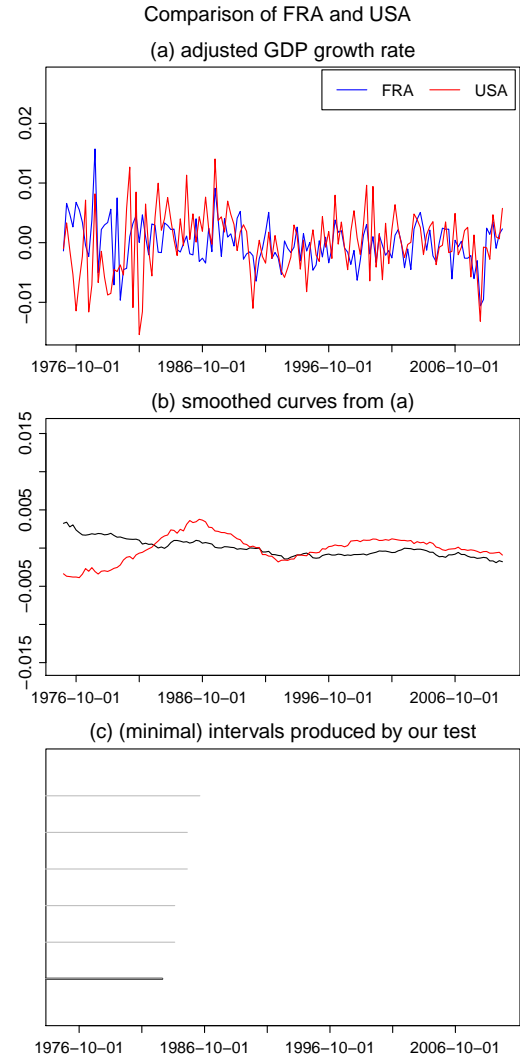 Comparison of FRA and USA
(a) adjusted GDP growth rate
FRA USA
0.02
0.01
0.00
−0.01
1976−10−01 1986−10−01 1996−10−01 2006−10−01
(b) smoothed curves from (a)
0.015
0.005
−0.005
−0.015
1976−10−01 1986−10−01 1996−10−01 2006−10−01
(c) (minimal) intervals produced by our test
1976−10−01 1986−10−01 1996−10−01 2006−10−01